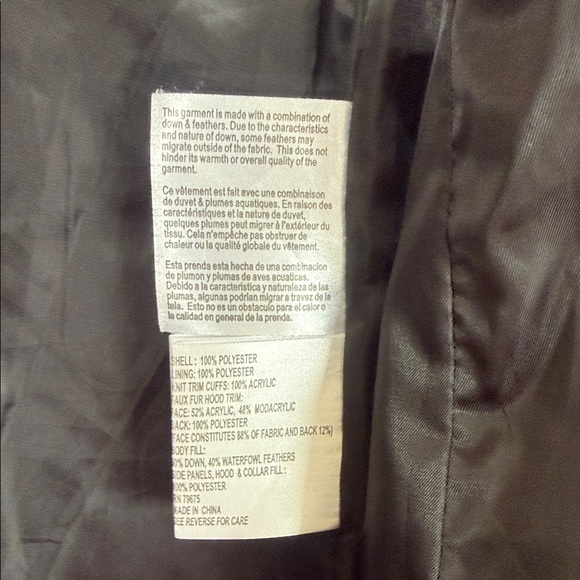 This garment is made with a combination of
down & feathers. Due to the characteristics
and nature of down, some feathers may
migrate outside of the fabric. This does not
hinder its warmth or overall quality of the
garment.
Ce vêtement est fait avec une combinaison
de duvet & plumes aquatiques. En raison des
caractéristiques et la nature de duvet,
quelques plumes peut migrer à l'extérieur du
tissu. Cela n'empêche pas obstruer de
chaleur ou la qualité globale du vêtement.
Esta prenda esta hecha de una combinacion
de plumon y plumas de aves acuaticas.
Debido a la caracteristica y naturaleza de las
plumas, algunas podrian migrar a travez de la
tela. Esto no es un obstaculo para el calor o
la calidad en general de la prenda.
SHELL: 100% POLYESTER
LINING: 100% POLYESTER
KNIT TRIM CUFFS: 100% ACRYLIC
FAUX FUR HOOD TRIM:
FACE: 52% ACRYLIC, 48% MODACRYLIC
BACK: 100% POLYESTER
(FACE CONSTITUTES 88% OF FABRIC AND BACK 12%)
BODY FILL:
60% DOWN, 40% WATERFOWL FEATHERS
SIDE PANELS, HOOD & COLLAR FILL:
100% POLYESTER
RN 79675
MADE IN CHINA
SEE REVERSE FOR CARE